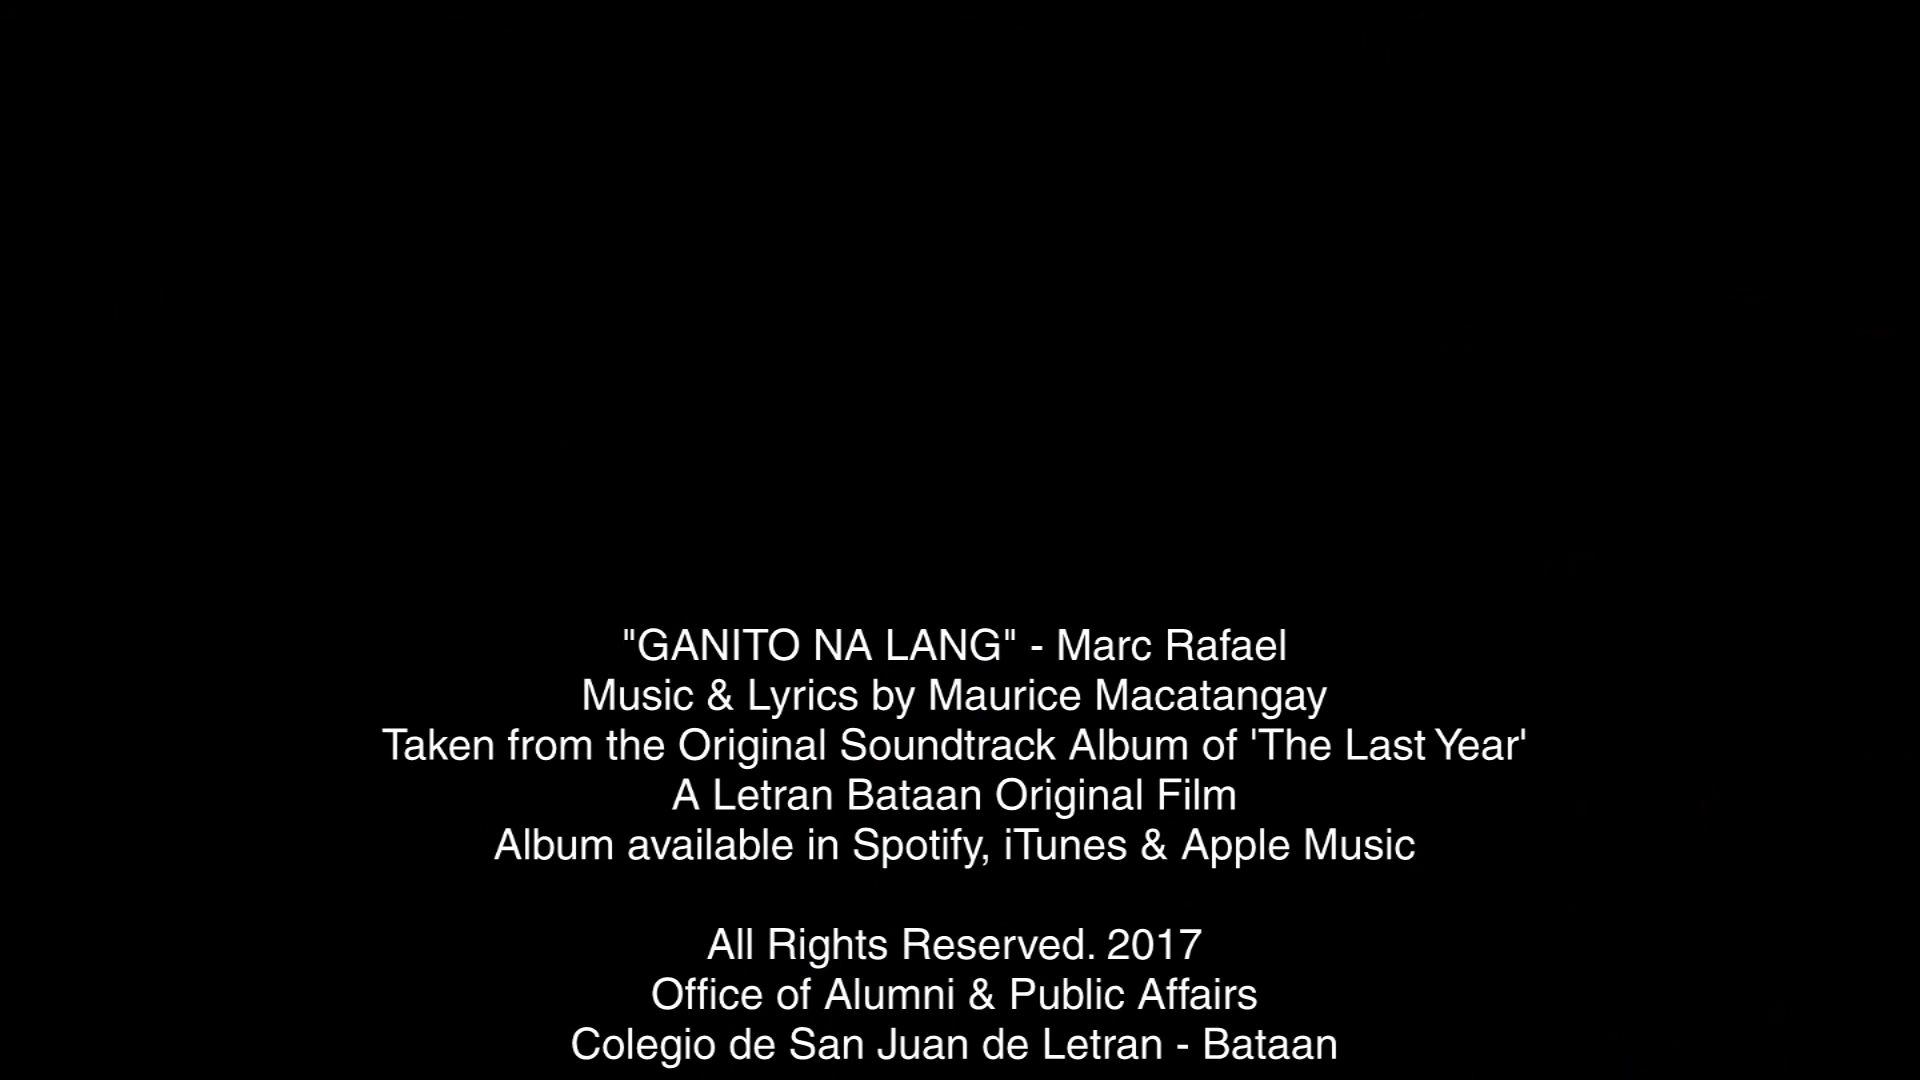 "GANITO NA LANG" - Marc Rafael
Music & Lyrics by Maurice Macatangay
Taken from the Original Soundtrack Album of 'The Last Year'
A Letran Bataan Original Film
Album available in Spotify, iTunes & Apple Music
All Rights Reserved. 2017
Office of Alumni & Public Affairs
Colegio de San Juan de Letran - Bataan